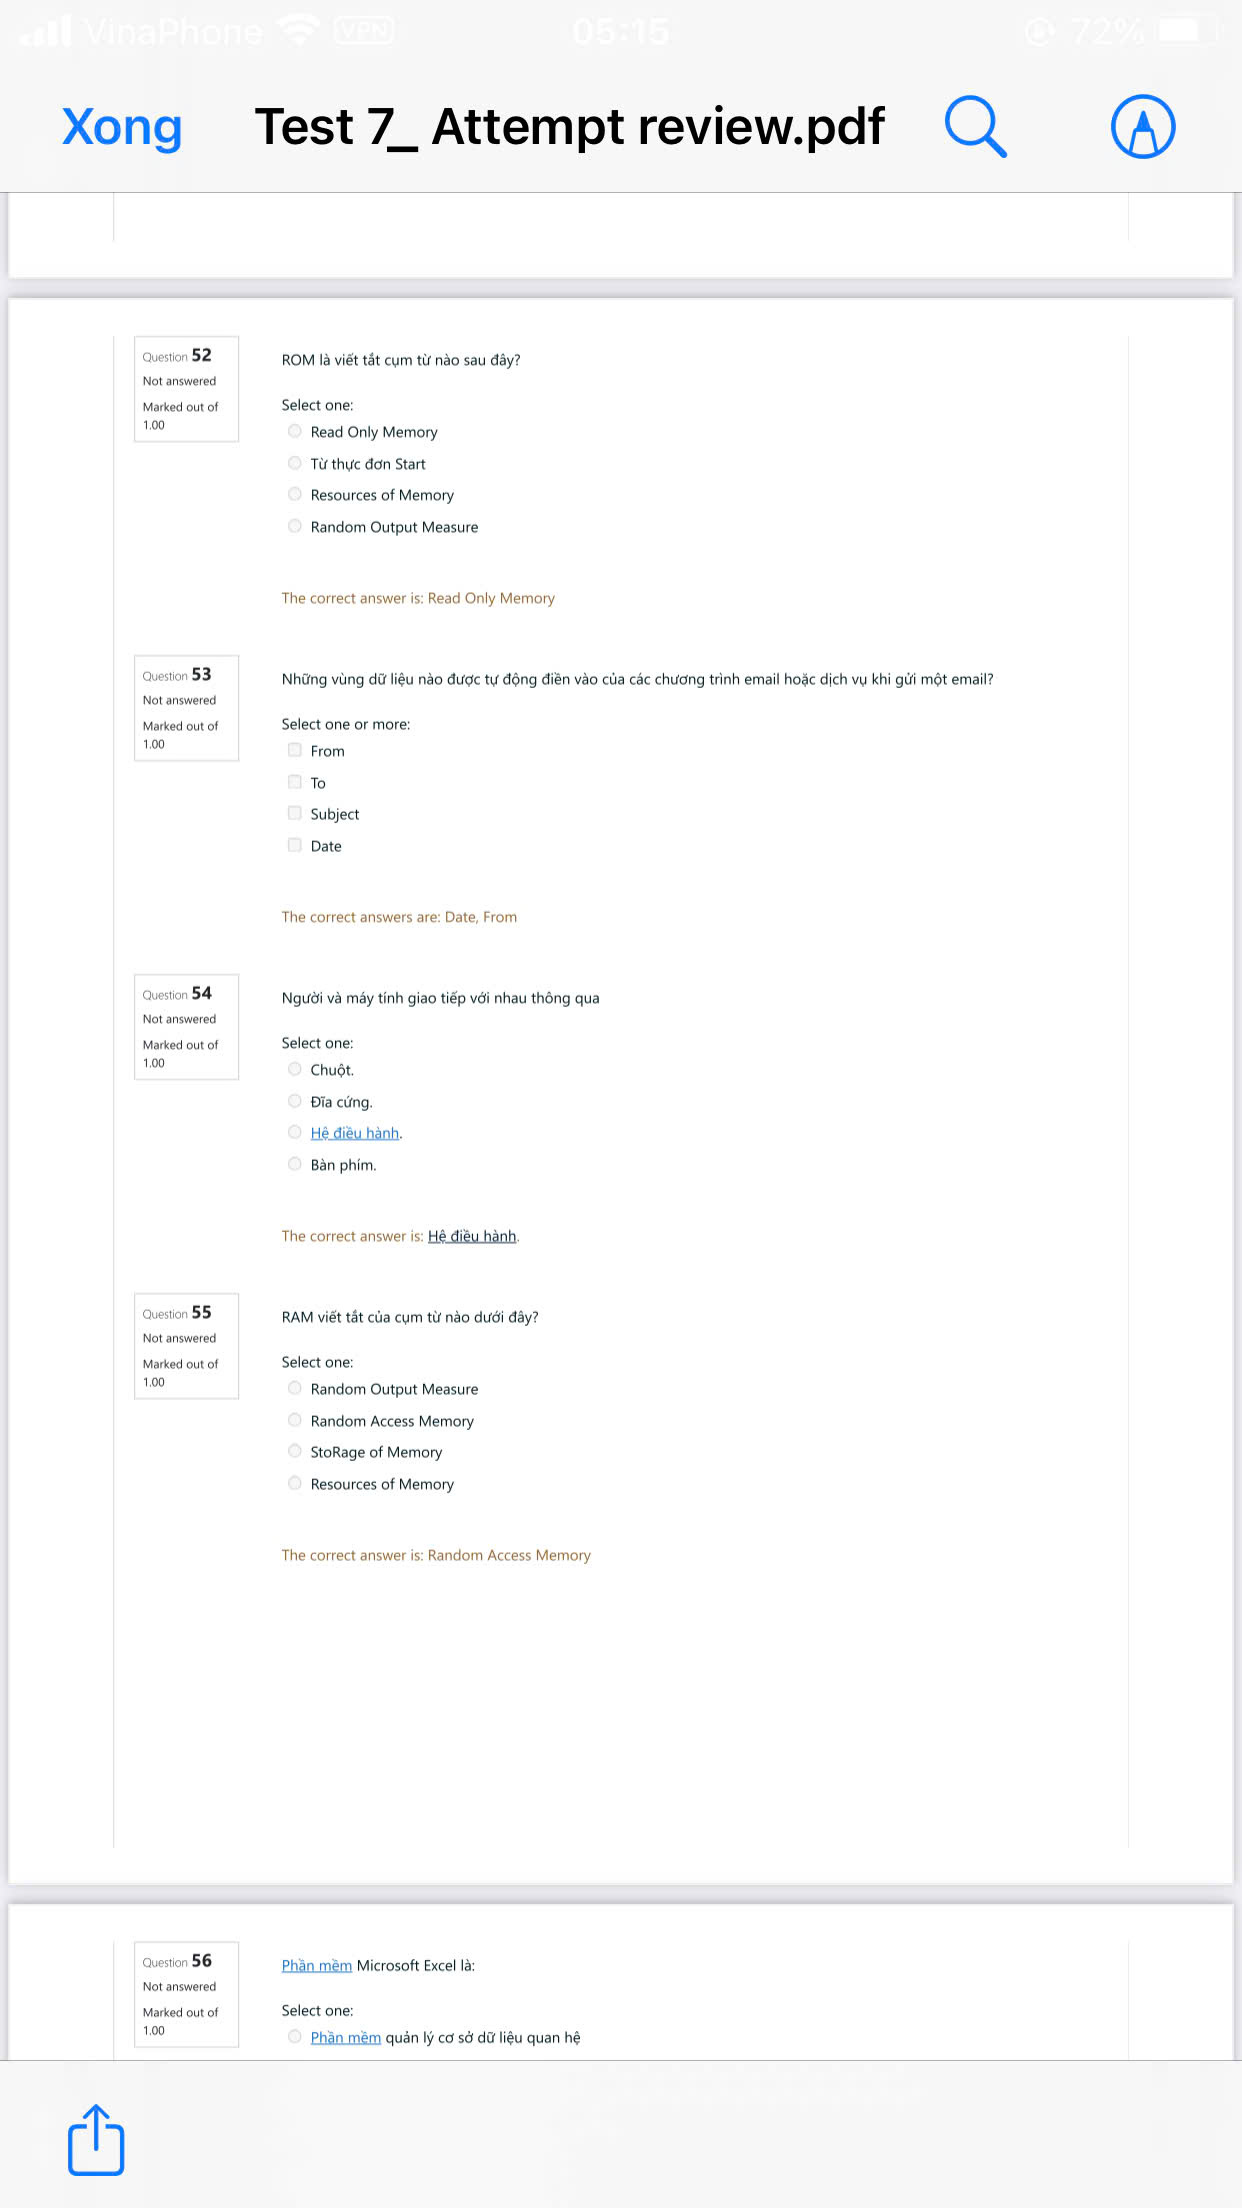 VinaPhone VPN 05:15 72%
Xong Test 7_ Attempt review.pdf
Question 52
Not answered
Marked out of
1.00
ROM là viết tắt cụm từ nào sau đây?
Select one:
Read Only Memory
Từ thực đơn Start
Resources of Memory
Random Output Measure
The correct answer is: Read Only Memory
Question 53
Not answered
Marked out of
1.00
Những vùng dữ liệu nào được tự động điền vào của các chương trình email hoặc dịch vụ khi gửi một email?
Select one or more:
From
To
Subject
Date
The correct answers are: Date, From
Question 54
Not answered
Marked out of
1.00
Người và máy tính giao tiếp với nhau thông qua
Select one:
Chuột.
Đĩa cứng.
Hệ điều hành.
Bàn phím.
The correct answer is: Hệ điều hành.
Question 55
Not answered
Marked out of
1.00
RAM viết tắt của cụm từ nào dưới đây?
Select one:
Random Output Measure
Random Access Memory
StoRage of Memory
Resources of Memory
The correct answer is: Random Access Memory
Question 56
Not answered
Marked out of
1.00
Phần mềm Microsoft Excel là:
Select one:
Phần mềm quản lý cơ sở dữ liệu quan hệ